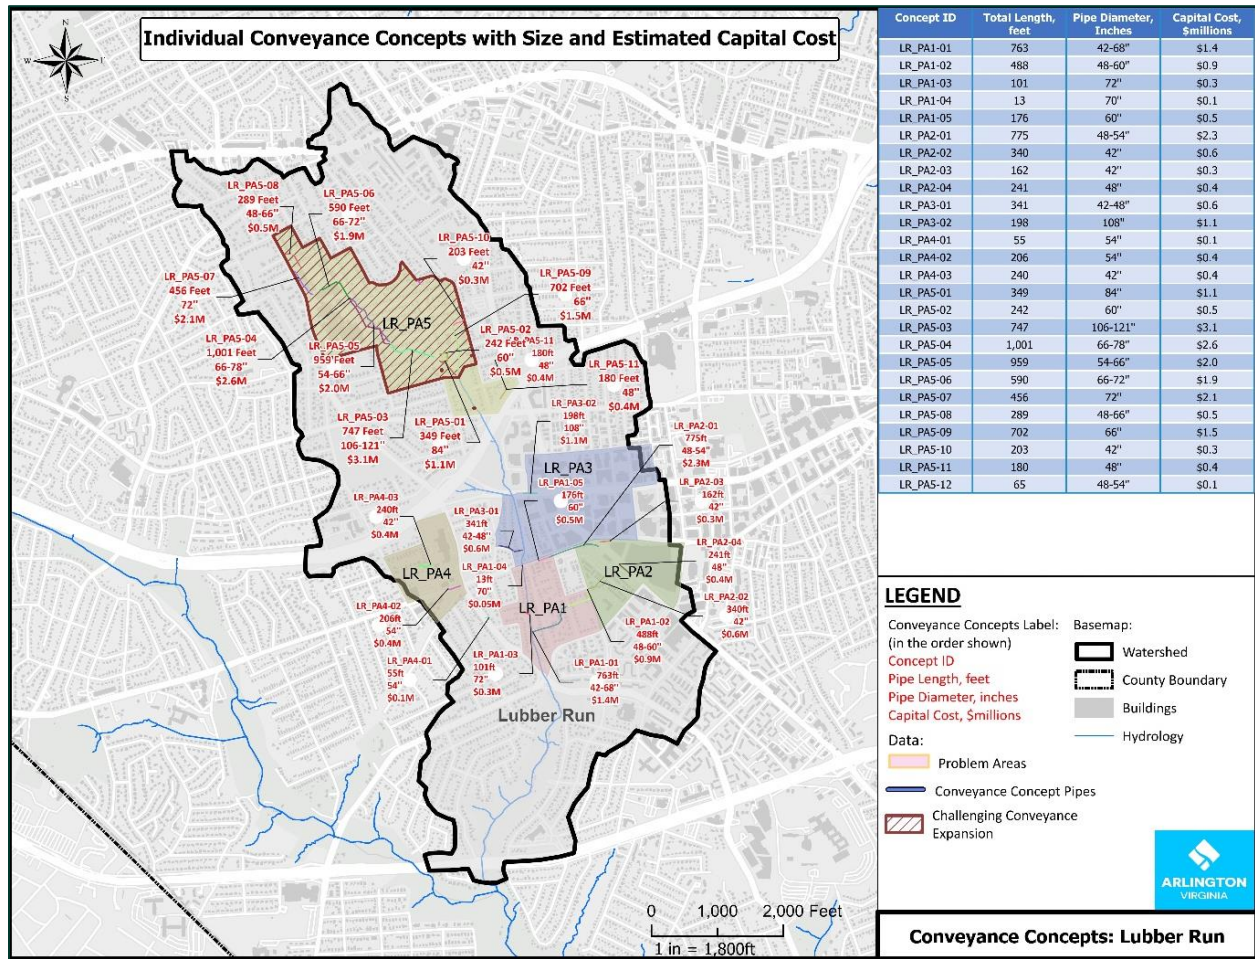 Individual Conveyance Concepts with Size and Estimated Capital Cost
N
W E
S
LR_PA5-08
289 Feet
48-66"
$0.5M
LR_PA5-06
590 Feet
66-72"
$1.9M
LR_PA5-10
203 Feet
42"
$0.3M
LR_PA5-07
456 Feet
72"
$2.1M
LR_PA5-09
702 Feet
66"
$1.5M
LR_PA5
LR_PA5-04
1,001 Feet
66-78"
$2.6M
LR_PA5-05
959 Feet
54-66"
$2.0M
LR_PA5-02
242 Feet
60"
$0.5M
LR_PA5-11
180ft
48"
$0.4M
LR_PA5-11
180 Feet
48"
$0.4M
LR_PA5-03
747 Feet
106-121"
$3.1M
LR_PA5-01
349 Feet
84"
$1.1M
LR_PA3-02
198ft
108"
$1.1M
LR_PA2-01
775ft
48-54"
$2.3M
LR_PA3
LR_PA1-05
176ft
60"
$0.5M
LR_PA2-03
162ft
42"
$0.3M
LR_PA4-03
240ft
42"
$0.4M
LR_PA3-01
341ft
42-48"
$0.6M
LR_PA2-04
241ft
48"
$0.4M
LR_PA4
LR_PA1-04
13ft
70"
$0.05M
LR_PA2
LR_PA1
LR_PA2-02
340ft
42"
$0.6M
LR_PA4-02
206ft
54"
$0.4M
LR_PA1-02
488ft
48-60"
$0.9M
LR_PA4-01
55ft
54"
$0.1M
LR_PA1-03
101ft
72"
$0.3M
LR_PA1-01
763ft
42-68"
$1.4M
Lubber Run
0 1,000 2,000 Feet
1 in = 1,800ft
Concept ID Total Length, feet Pipe Diameter, Inches Capital Cost, $millions
LR_PA1-01 763 42-68" $1.4
LR_PA1-02 488 48-60" $0.9
LR_PA1-03 101 72" $0.3
LR_PA1-04 13 70" $0.1
LR_PA1-05 176 60" $0.5
LR_PA2-01 775 48-54" $2.3
LR_PA2-02 340 42" $0.6
LR_PA2-03 162 42" $0.3
LR_PA2-04 241 48" $0.4
LR_PA3-01 341 42-48" $0.6
LR_PA3-02 198 108" $1.1
LR_PA4-01 55 54" $0.1
LR_PA4-02 206 54" $0.4
LR_PA4-03 240 42" $0.4
LR_PA5-01 349 84" $1.1
LR_PA5-02 242 60" $0.5
LR_PA5-03 747 106-121" $3.1
LR_PA5-04 1,001 66-78" $2.6
LR_PA5-05 959 54-66" $2.0
LR_PA5-06 590 66-72" $1.9
LR_PA5-07 456 72" $2.1
LR_PA5-08 289 48-66" $0.5
LR_PA5-09 702 66" $1.5
LR_PA5-10 203 42" $0.3
LR_PA5-11 180 48" $0.4
LR_PA5-12 65 48-54" $0.1
LEGEND
Conveyance Concepts Label:
(in the order shown)
Concept ID
Pipe Length, feet
Pipe Diameter, inches
Capital Cost, $millions
Data:
Problem Areas
Conveyance Concept Pipes
Challenging Conveyance
Expansion
Basemap:
Watershed
County Boundary
Buildings
Hydrology
ARLINGTON
VIRGINIA
Conveyance Concepts: Lubber Run